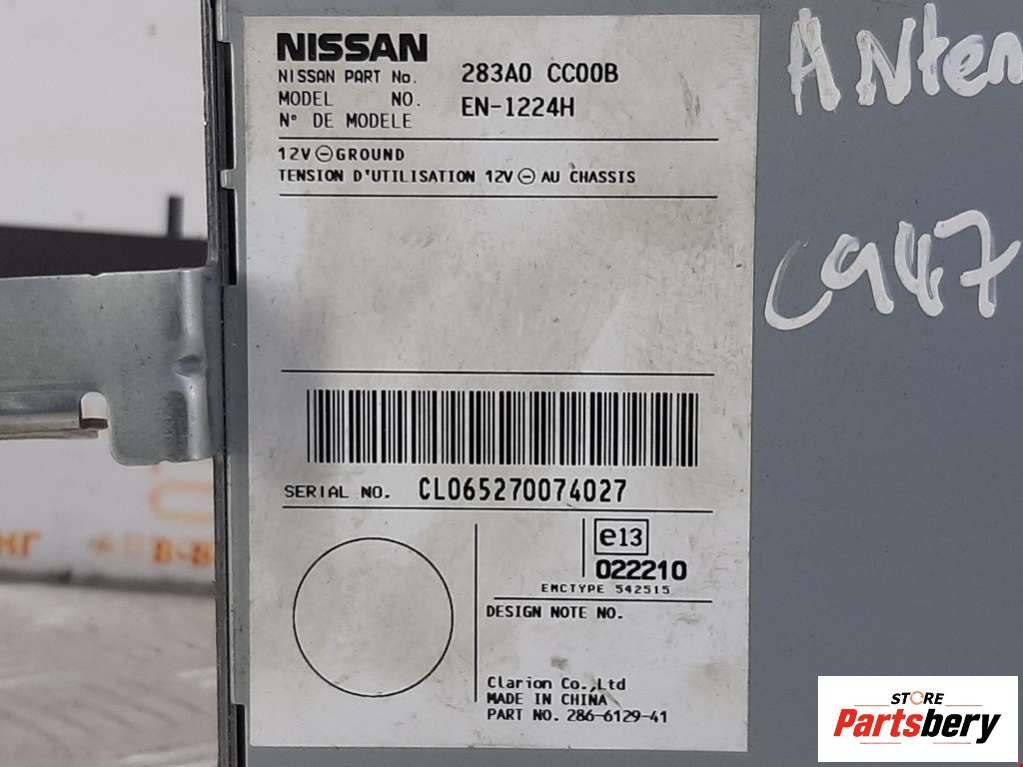 NISSAN
NISSAN PART No. 283A0 CC00B
MODEL NO. EN-1224H
N° DE MODELE
12V ⊖ GROUND
TENSION D'UTILISATION 12V ⊖ AU CHASSIS
SERIAL NO. CL065270074027
e13
022210
EMCTYPE 542515
DESIGN NOTE NO.
Clarion Co.,Ltd
MADE IN CHINA
PART NO. 286-6129-41
ANten
C947
STORE
Partsbery